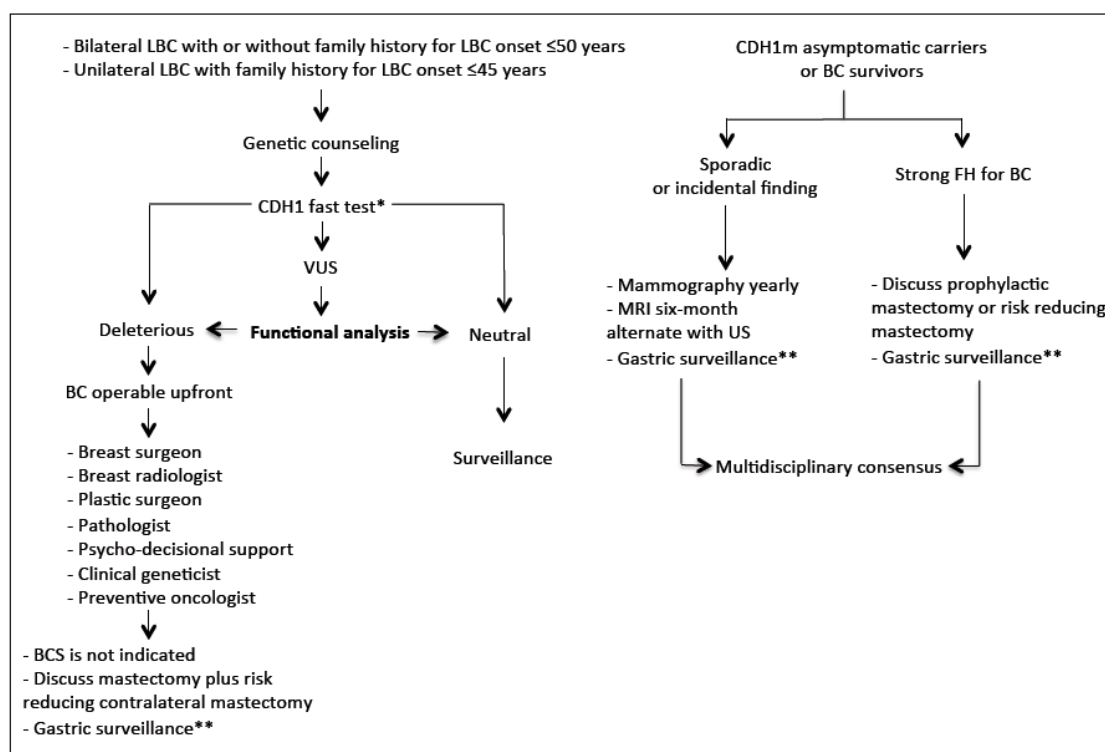 - Bilateral LBC with or without family history for LBC onset ≤50 years
- Unilateral LBC with family history for LBC onset ≤45 years
Genetic counseling
CDH1 fast test*
VUS
Deleterious
Functional analysis
Neutral
BC operable upfront
Surveillance
- Breast surgeon
- Breast radiologist
- Plastic surgeon
- Pathologist
- Psycho-decisional support
- Clinical geneticist
- Preventive oncologist
- BCS is not indicated
- Discuss mastectomy plus risk
reducing contralateral mastectomy
- Gastric surveillance**
CDH1m asymptomatic carriers
or BC survivors
Sporadic
or incidental finding
Strong FH for BC
- Mammography yearly
- MRI six-month
alternate with US
- Gastric surveillance**
- Discuss prophylactic
mastectomy or risk reducing
mastectomy
- Gastric surveillance**
Multidisciplinary consensus